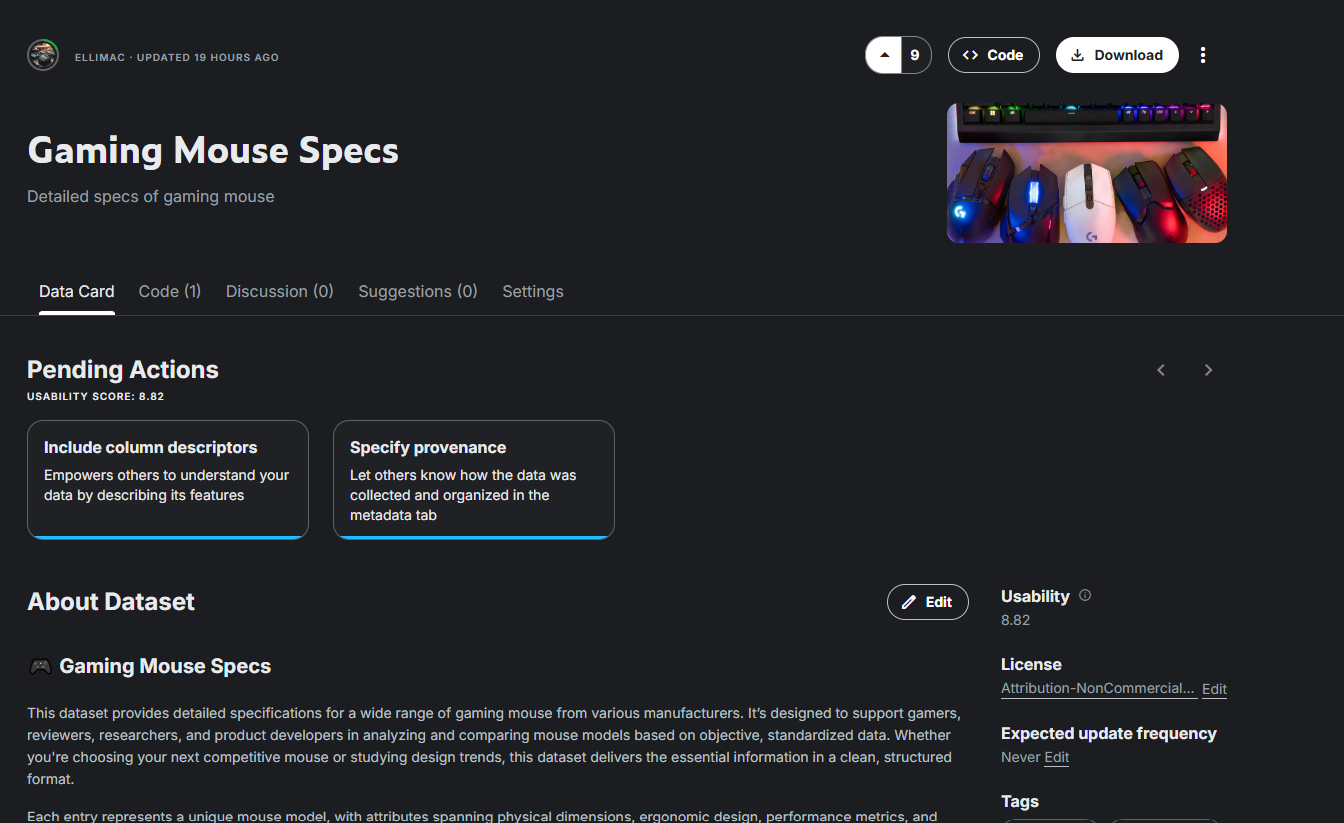 ELLIMAC · UPDATED 19 HOURS AGO
9
Code
Download
Gaming Mouse Specs
Detailed specs of gaming mouse
Data Card
Code (1)
Discussion (0)
Suggestions (0)
Settings
Pending Actions
USABILITY SCORE: 8.82
Include column descriptors
Empowers others to understand your
data by describing its features
Specify provenance
Let others know how the data was
collected and organized in the
metadata tab
About Dataset
Edit
Gaming Mouse Specs
This dataset provides detailed specifications for a wide range of gaming mouse from various manufacturers. It’s designed to support gamers,
reviewers, researchers, and product developers in analyzing and comparing mouse models based on objective, standardized data. Whether
you're choosing your next competitive mouse or studying design trends, this dataset delivers the essential information in a clean, structured
format.
Each entry represents a unique mouse model, with attributes spanning physical dimensions, ergonomic design, performance metrics, and
Usability
8.82
License
Attribution-NonCommercial... Edit
Expected update frequency
Never Edit
Tags